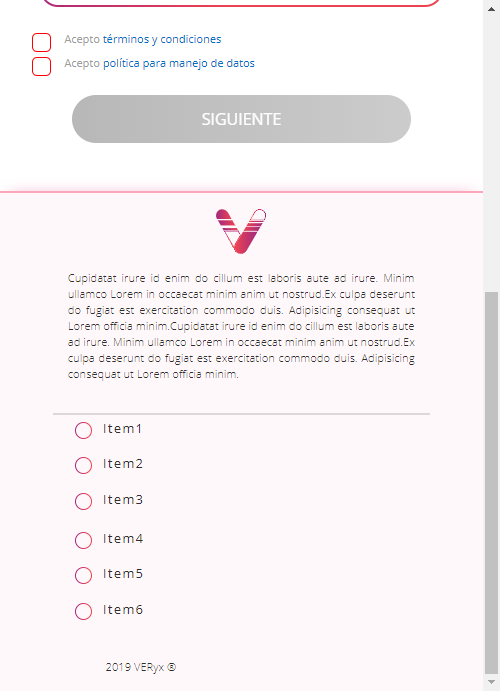 Acepto términos y condiciones
Acepto política para manejo de datos
SIGUIENTE
Cupidatat irure id enim do cillum est laboris aute ad irure. Minim
ullamco Lorem in occaecat minim anim ut nostrud.Ex culpa deserunt
do fugiat est exercitation commodo duis. Adipisicing consequat ut
Lorem officia minim.Cupidatat irure id enim do cillum est laboris aute
ad irure. Minim ullamco Lorem in occaecat minim anim ut nostrud.Ex
culpa deserunt do fugiat est exercitation commodo duis. Adipisicing
consequat ut Lorem officia minim.
Item1
Item2
Item3
Item4
Item5
Item6
2019 VERyx ®